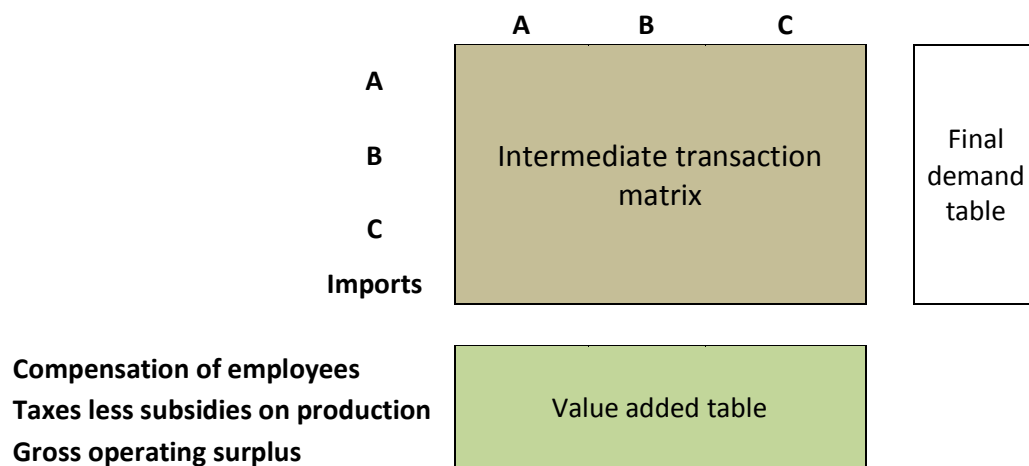 A B C
A
B
C
Imports
Intermediate transaction
matrix
Final
demand
table
Compensation of employees
Taxes less subsidies on production
Gross operating surplus
Value added table